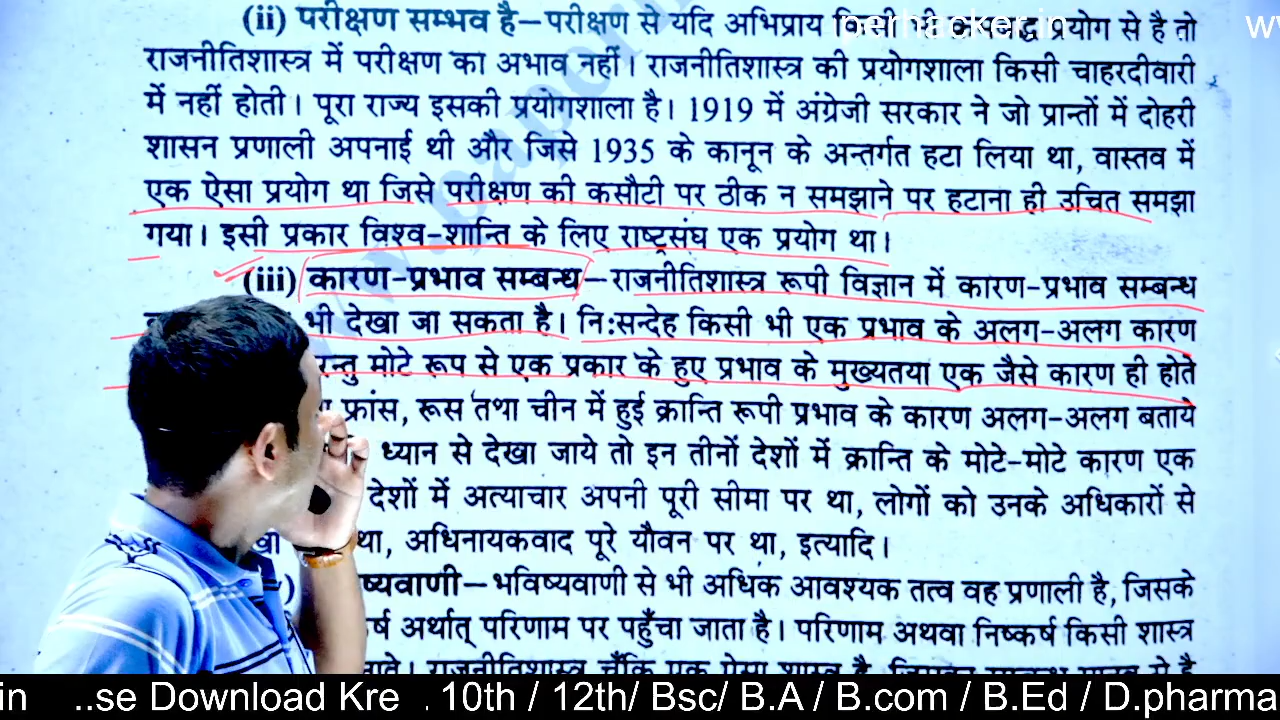 (ii) परीक्षण सम्भव है—परीक्षण से यदि अभिप्राय किसी भी क्रमबद्ध प्रयोग से है तो
राजनीतिशास्त्र में परीक्षण का अभाव नहीं। राजनीतिशास्त्र की प्रयोगशाला किसी चाहरदीवारी
में नहीं होती। पूरा राज्य इसकी प्रयोगशाला है। 1919 में अंग्रेजी सरकार ने जो प्रान्तों में दोहरी
शासन प्रणाली अपनाई थी और जिसे 1935 के कानून के अन्तर्गत हटा लिया था, वास्तव में
एक ऐसा प्रयोग था जिसे परीक्षण की कसौटी पर ठीक न समझाने पर हटाना ही उचित समझा
गया। इसी प्रकार विश्व-शान्ति के लिए राष्ट्रसंघ एक प्रयोग था।
(iii) कारण-प्रभाव सम्बन्ध—राजनीतिशास्त्र रूपी विज्ञान में कारण-प्रभाव सम्बन्ध
भी देखा जा सकता है। नि:सन्देह किसी भी एक प्रभाव के अलग-अलग कारण
मोटे रूप से एक प्रकार के हुए प्रभाव के मुख्यतया एक जैसे कारण ही होते
फ्रांस, रूस तथा चीन में हुई क्रान्ति रूपी प्रभाव के कारण अलग-अलग बताये
ध्यान से देखा जाये तो इन तीनों देशों में क्रान्ति के मोटे-मोटे कारण एक
देशों में अत्याचार अपनी पूरी सीमा पर था, लोगों को उनके अधिकारों से
था, अधिनायकवाद पूरे यौवन पर था, इत्यादि।
ष्यवाणी—भविष्यवाणी से भी अधिक आवश्यक तत्व वह प्रणाली है, जिसके
अर्थात् परिणाम पर पहुँचा जाता है। परिणाम अथवा निष्कर्ष किसी शास्त्र
राजनीतिशास्त्र चूँकि एक ऐसा शास्त्र है
perhacker.in
in ..se Download Kre . 10th / 12th/ Bsc/ B.A / B.com / B.Ed / D.pharma